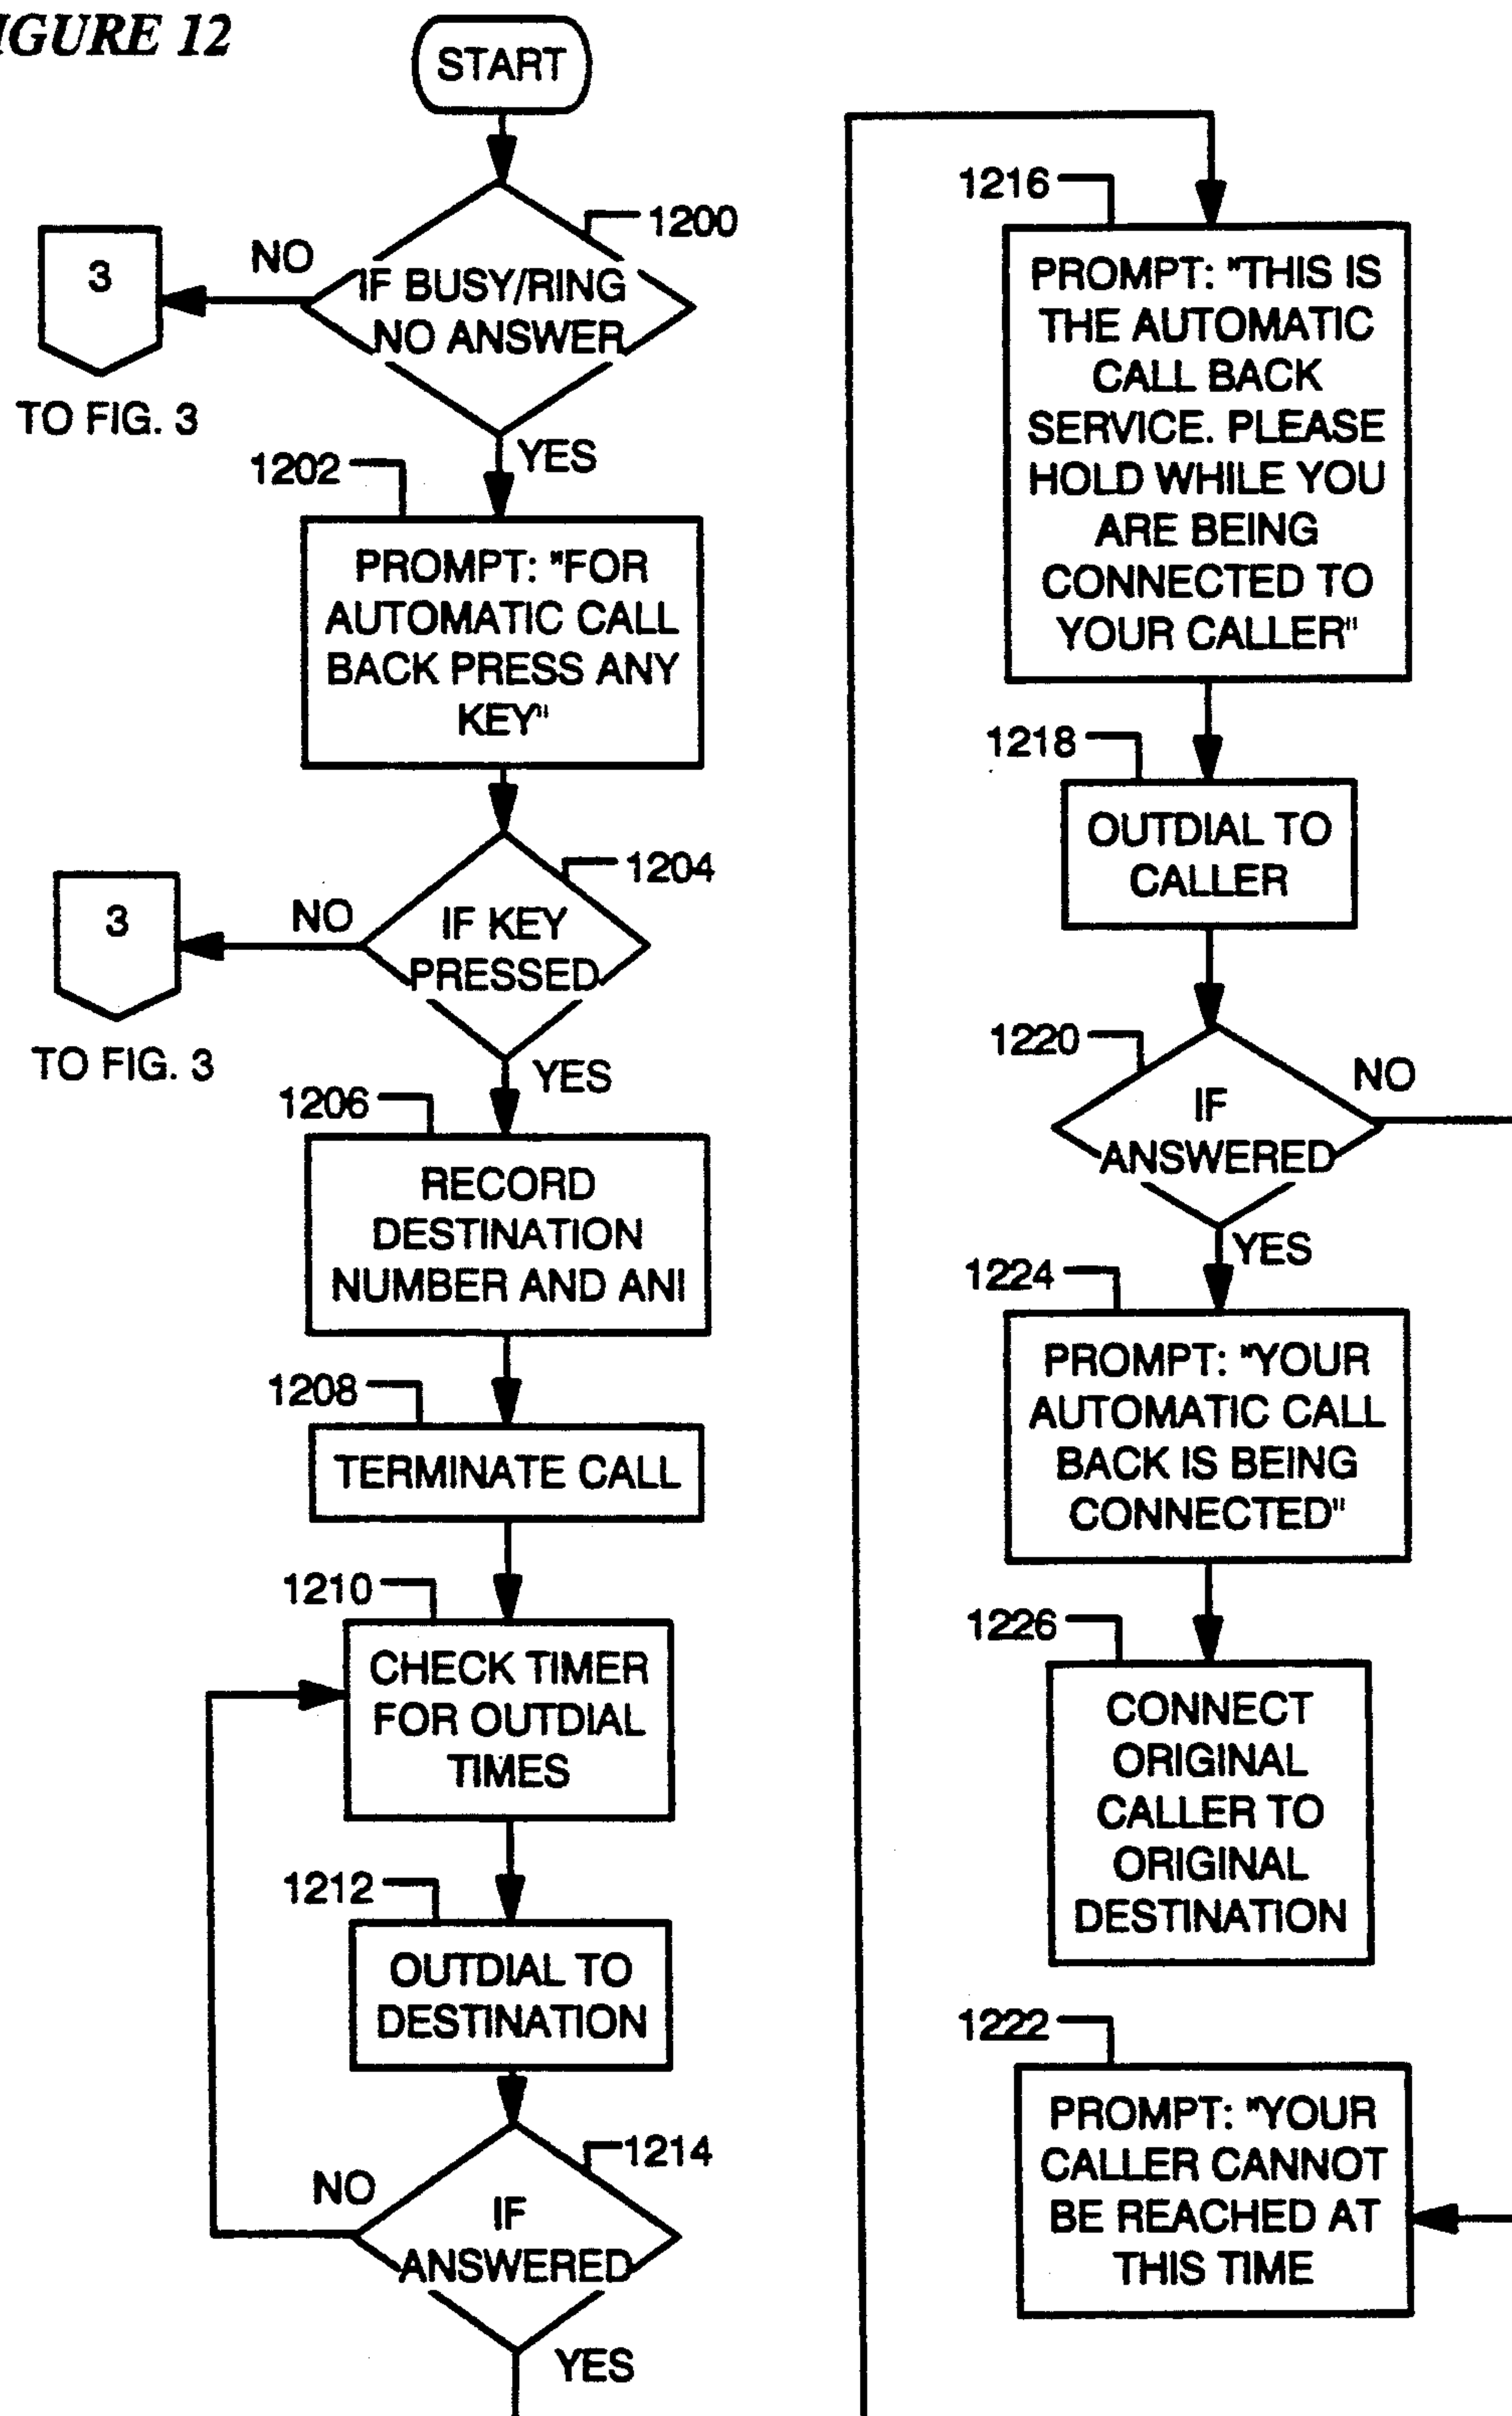 IGURE 12
START
1200
NO
3
IF BUSY/RING
NO ANSWER
TO FIG. 3
YES
1202
PROMPT: "FOR
AUTOMATIC CALL
BACK PRESS ANY
KEY"
1204
NO
3
IF KEY
PRESSED
TO FIG. 3
YES
1206
RECORD
DESTINATION
NUMBER AND ANI
1208
TERMINATE CALL
1210
CHECK TIMER
FOR OUTDIAL
TIMES
1212
OUTDIAL TO
DESTINATION
1214
NO
IF
ANSWERED
YES
1216
PROMPT: "THIS IS
THE AUTOMATIC
CALL BACK
SERVICE. PLEASE
HOLD WHILE YOU
ARE BEING
CONNECTED TO
YOUR CALLER"
1218
OUTDIAL TO
CALLER
1220
NO
IF
ANSWERED
YES
1224
PROMPT: "YOUR
AUTOMATIC CALL
BACK IS BEING
CONNECTED"
1226
CONNECT
ORIGINAL
CALLER TO
ORIGINAL
DESTINATION
1222
PROMPT: "YOUR
CALLER CANNOT
BE REACHED AT
THIS TIME